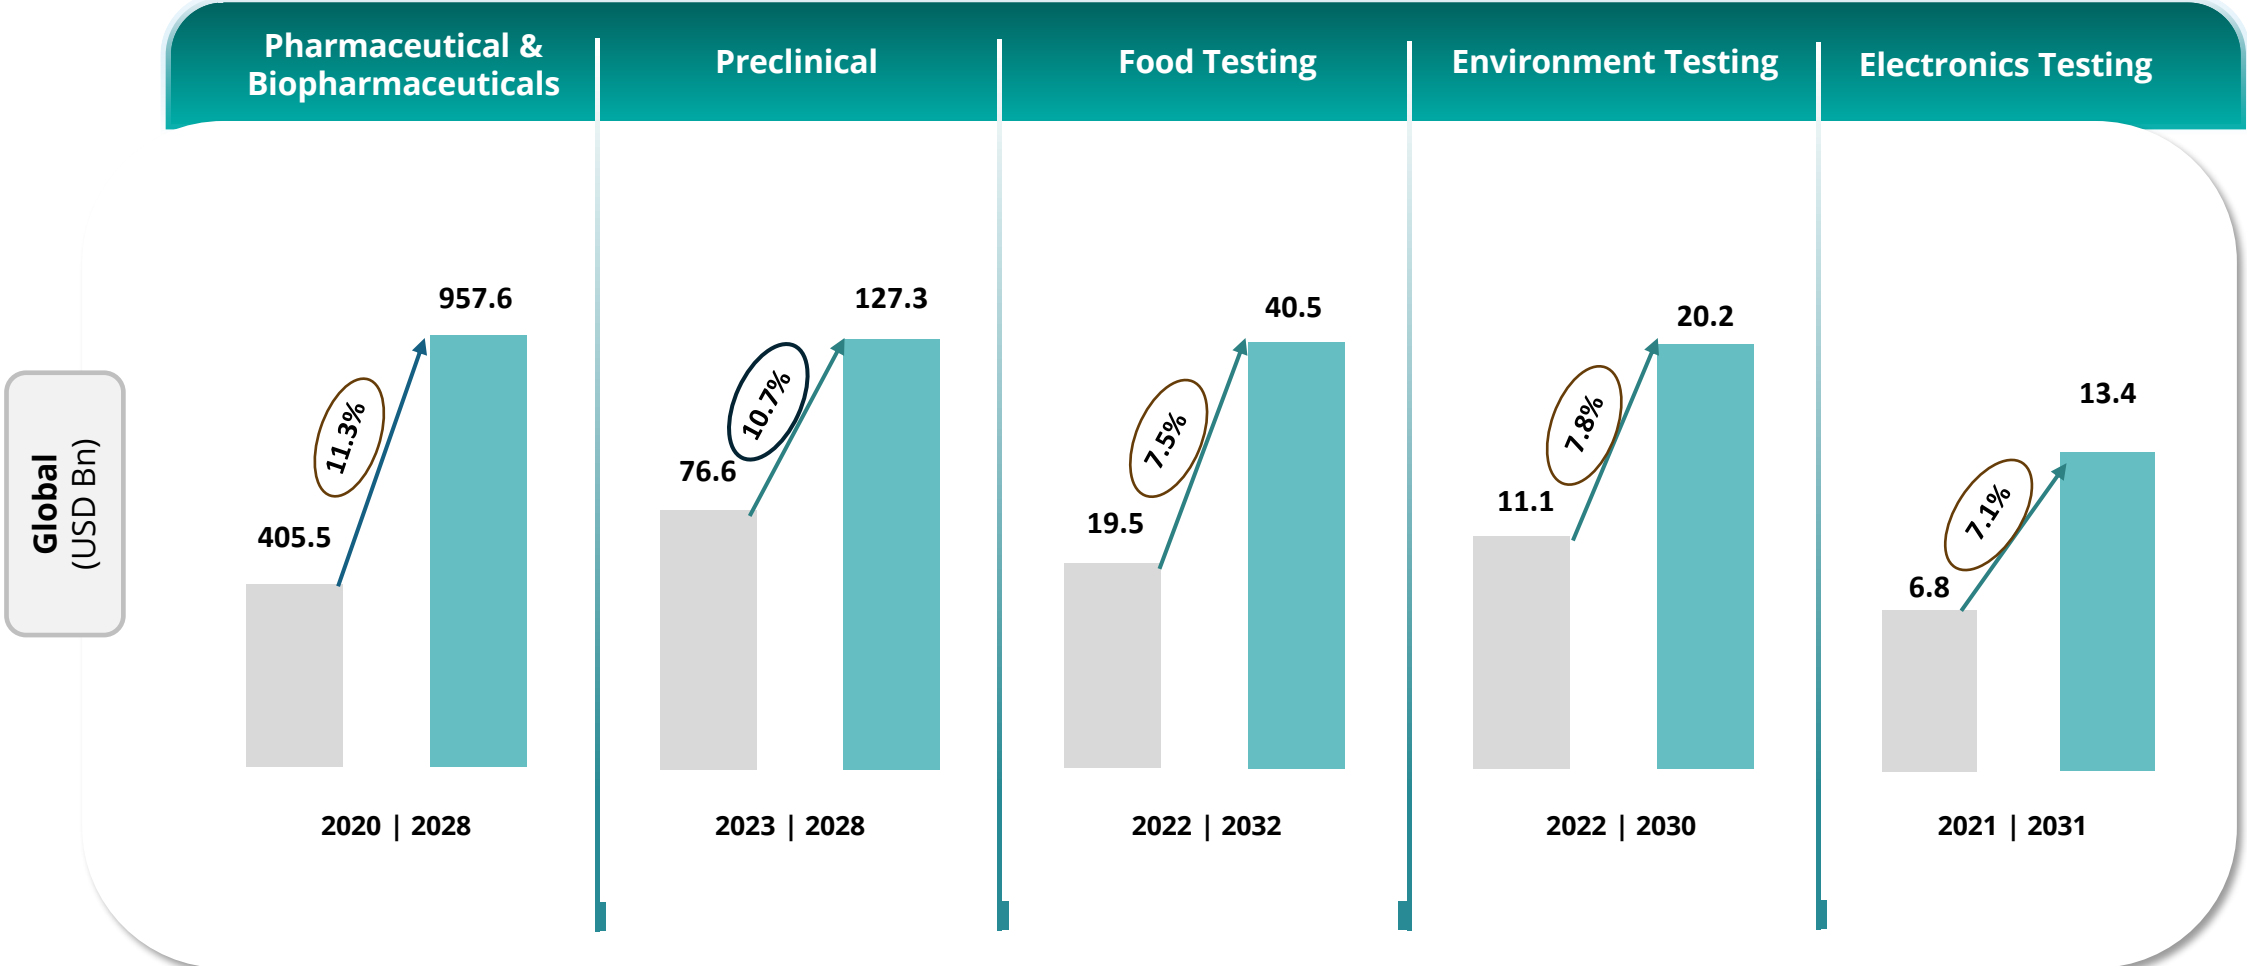 Pharmaceutical &
Biopharmaceuticals
Preclinical
Food Testing
Environment Testing
Electronics Testing
Global
(USD Bn)
405.5
11.3%
957.6
2020 | 2028
76.6
10.7%
127.3
2023 | 2028
19.5
7.5%
40.5
2022 | 2032
11.1
7.8%
20.2
2022 | 2030
6.8
7.1%
13.4
2021 | 2031